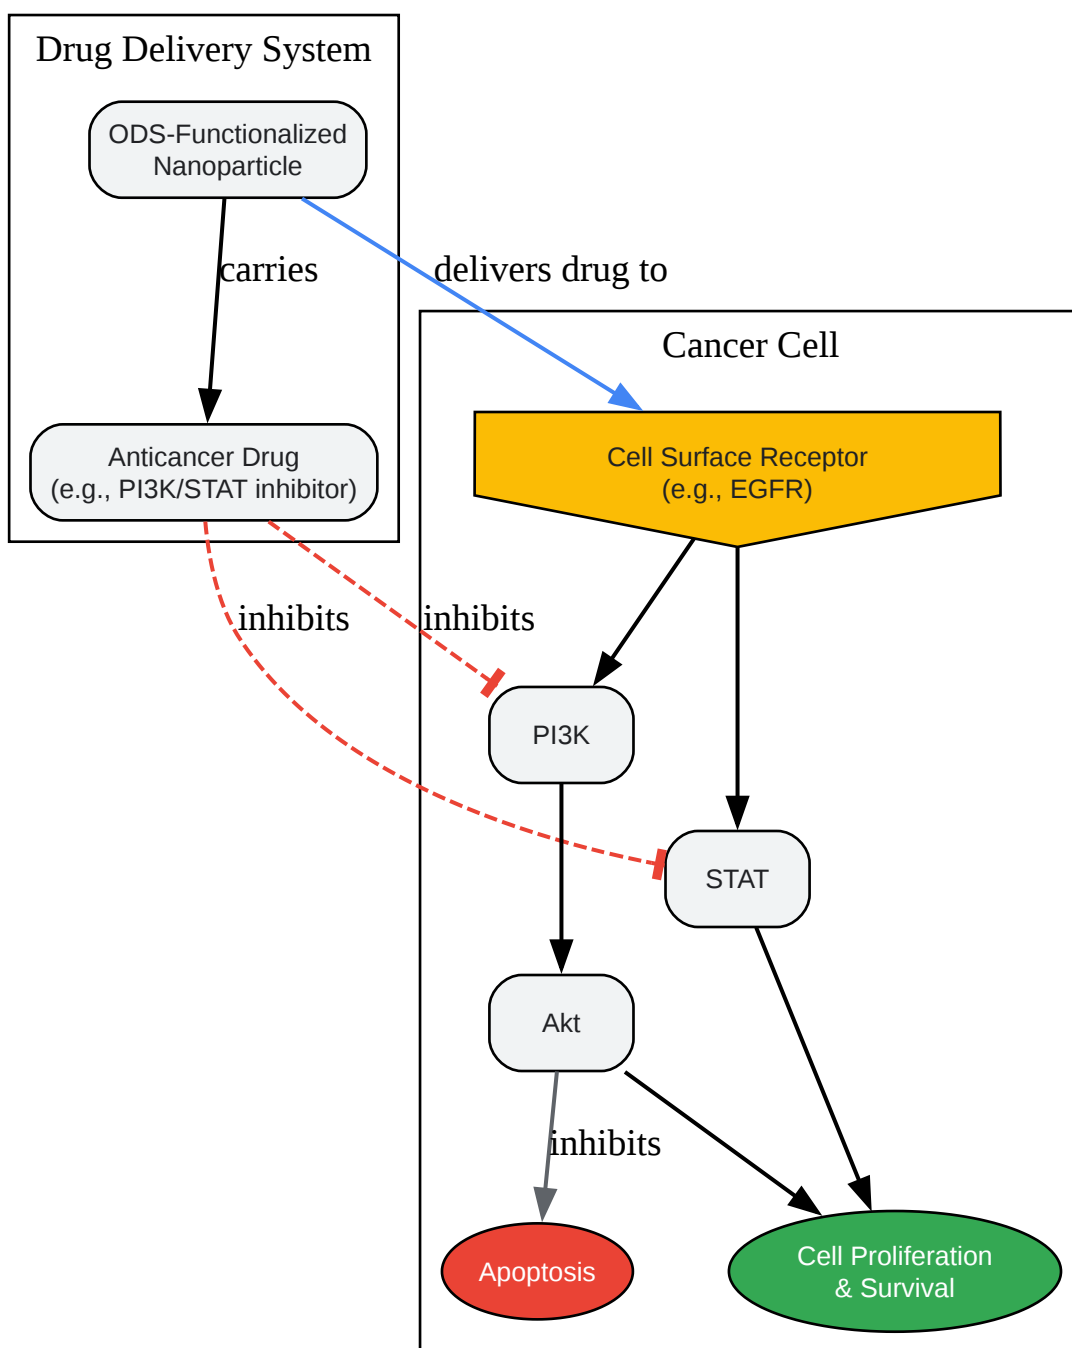 Drug Delivery System
ODS-Functionalized
Nanoparticle
carries
delivers drug to
Cancer Cell
Anticancer Drug
(e.g., PI3K/STAT inhibitor)
Cell Surface Receptor
(e.g., EGFR)
inhibits
inhibits
PI3K
STAT
Akt
inhibits
Apoptosis
Cell Proliferation
& Survival